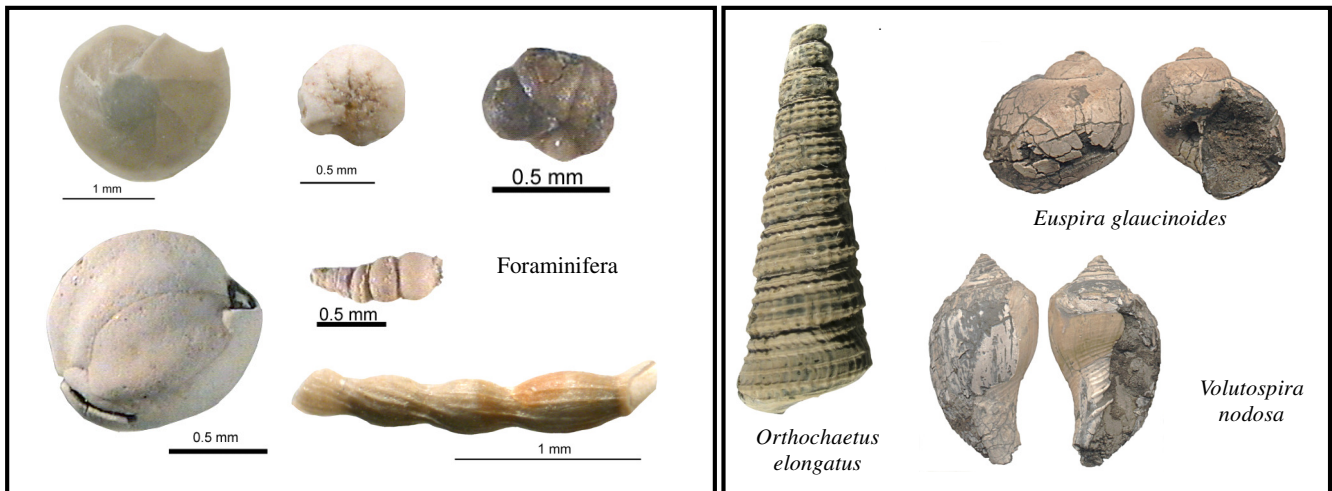 1 mm
0.5 mm
0.5 mm
0.5 mm
0.5 mm
Foraminifera
1 mm
Orthochaetus
elongatus
Euspira glaucinoides
Volutospira
nodosa